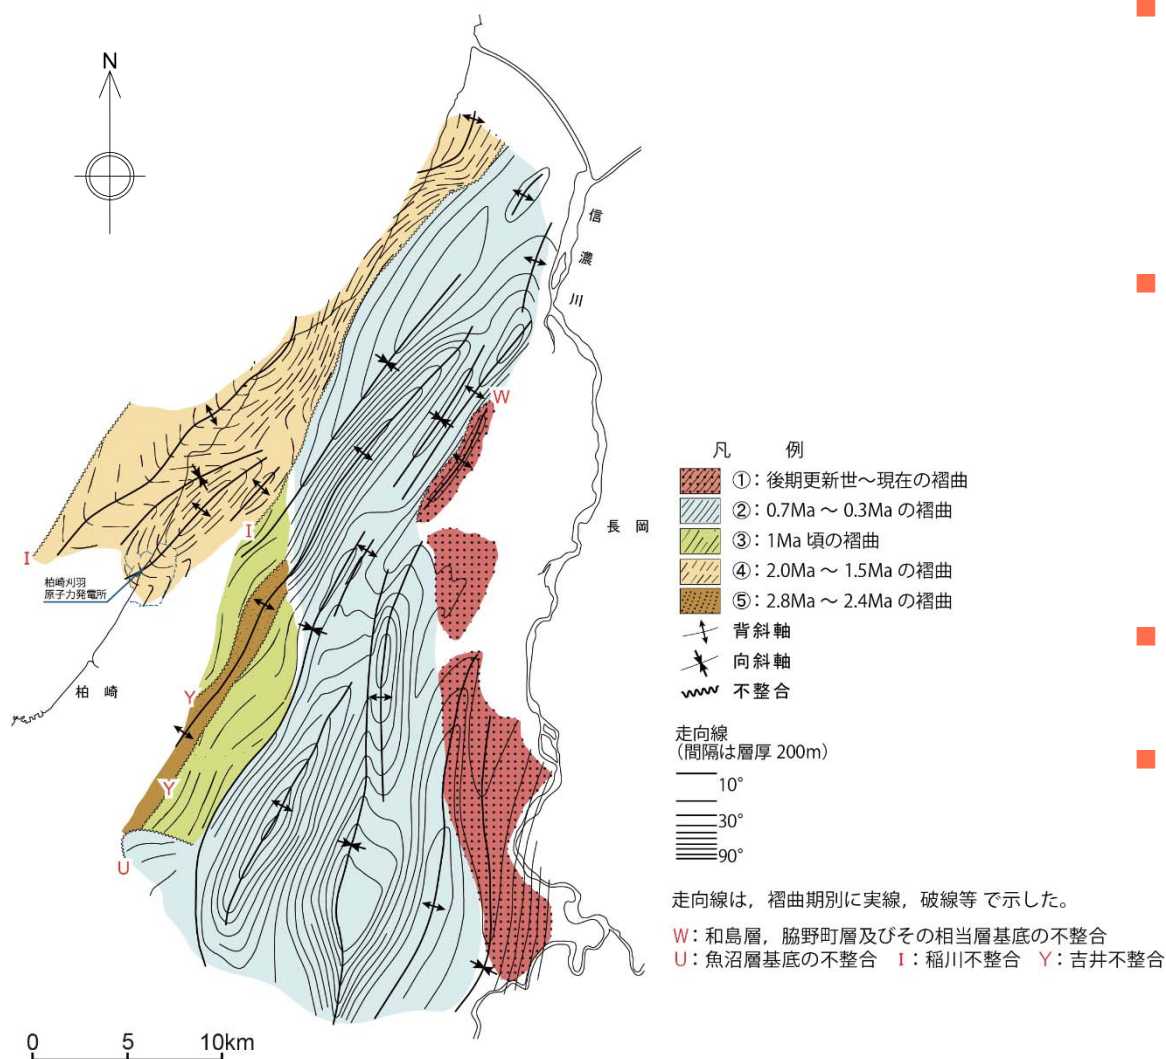 N
信
濃
川
W
長 岡
I
I
柏崎刈羽
原子力発電所
柏 崎
Y
Y
U
0 5 10km
凡 例
①：後期更新世～現在の褶曲
②：0.7Ma ～ 0.3Ma の褶曲
③：1Ma 頃の褶曲
④：2.0Ma ～ 1.5Ma の褶曲
⑤：2.8Ma ～ 2.4Ma の褶曲
背斜軸
向斜軸
不整合
走向線
（間隔は層厚 200m）
10°
30°
90°
走向線は，褶曲期別に実線，破線等 で示した。
W：和島層，脇野町層及びその相当層基底の不整合
U：魚沼層基底の不整合 I：稲川不整合 Y：吉井不整合